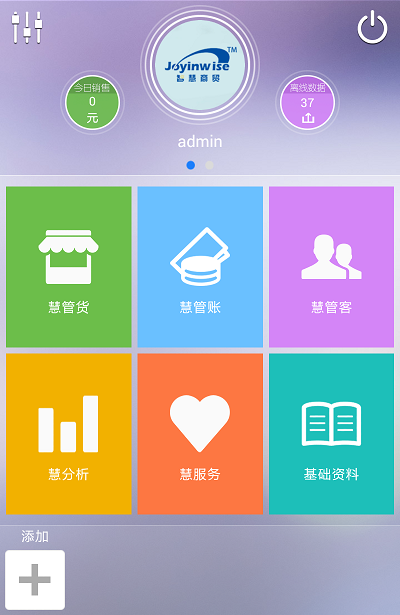 Joyinwise TM
慧商贸
今日销售
0
元
离线数据
37
admin
慧管货
慧管账
慧管客
慧分析
慧服务
基础资料
添加